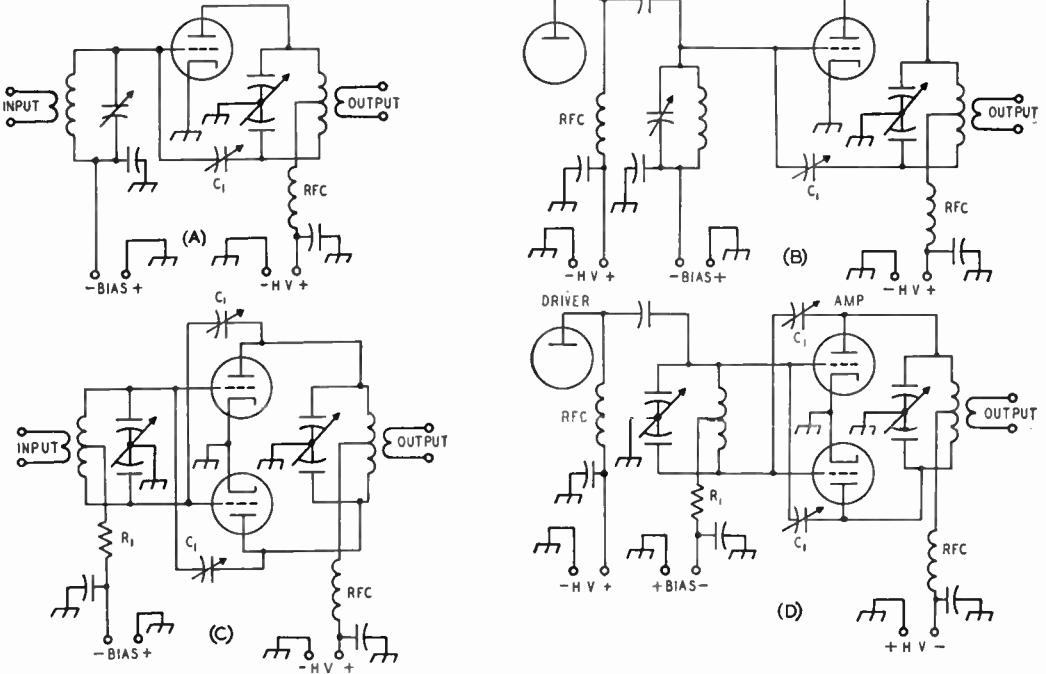 INPUT
OUTPUT
C1
RFC
(A)
-BIAS+
-HV+
RFC
OUTPUT
C1
RFC
(B)
-HV+
-BIAS+
-HV+
C1
INPUT
OUTPUT
R1
C1
RFC
(C)
-BIAS+
-HV+
DRIVER
AMP
C1
RFC
OUTPUT
R1
C1
RFC
-HV+
+BIAS-
(D)
+HV-